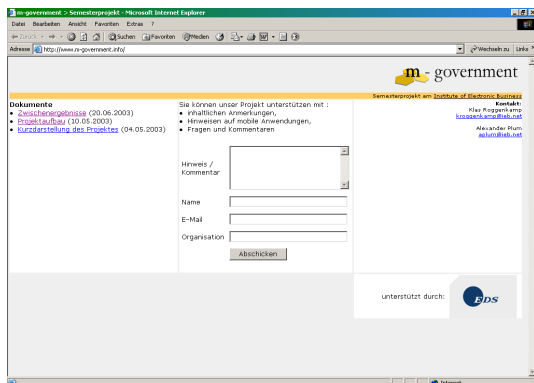 m-government > Semesterprojekt - Microsoft Internet Explorer
Datei Bearbeiten Ansicht Favoriten Extras ?
Zurück Suchen Favoriten Medien
Adresse http://www.m-government.info/ Wechseln zu Links
m - government
Semesterprojekt am Institute of Electronic Business
Dokumente
• Zwischenergebnisse (20.06.2003)
• Projektaufbau (10.05.2003)
• Kurzdarstellung des Projektes (04.05.2003)
Sie können unser Projekt unterstützen mit :
• inhaltlichen Anmerkungen,
• Hinweisen auf mobile Anwendungen,
• Fragen und Kommentaren
Hinweis /
Kommentar
Name
E-Mail
Organisation
Abschicken
Kontakt:
Klas Roggenkamp
kroggenkamp@ieb.net
Alexander Plum
aplum@ieb.net
unterstützt durch:
EDS
Internet